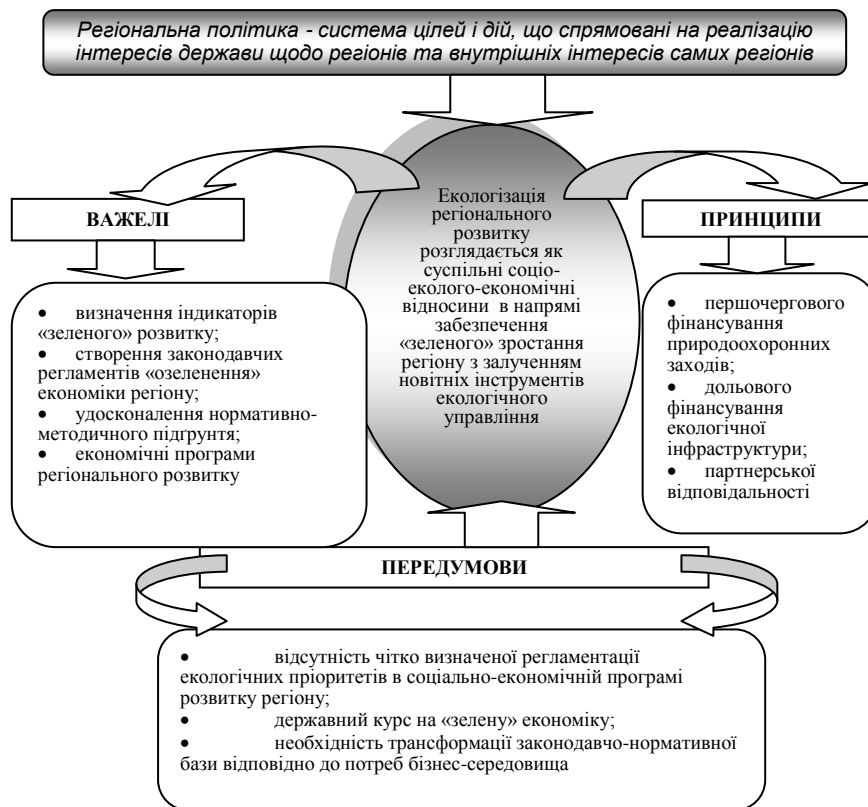 Регіональна політика - система цілей і дій, що спрямовані на реалізацію
інтересів держави щодо регіонів та внутрішніх інтересів самих регіонів
Екологізація
регіонального
розвитку
розглядається як
суспільні соціо-
еколого-економічні
відносини в напрямі
забезпечення
«зеленого» зростання
регіону з залученням
новітніх інструментів
екологічного
управління
ВАЖЕЛІ
• визначення індикаторів
«зеленого» розвитку;
• створення законодавчих
регламентів «озеленення»
економіки регіону;
• удосконалення нормативно-
методичного підґрунтя;
• економічні програми
регіонального розвитку
ПРИНЦИПИ
• першочергового
фінансування
природоохоронних
заходів;
• дольового
фінансування
екологічної
інфраструктури;
• партнерської
відповідальності
ПЕРЕДУМОВИ
• відсутність чітко визначеної регламентації
екологічних пріоритетів в соціально-економічній програмі
розвитку регіону;
• державний курс на «зелену» економіку;
• необхідність трансформації законодавчо-нормативної
бази відповідно до потреб бізнес-середовища